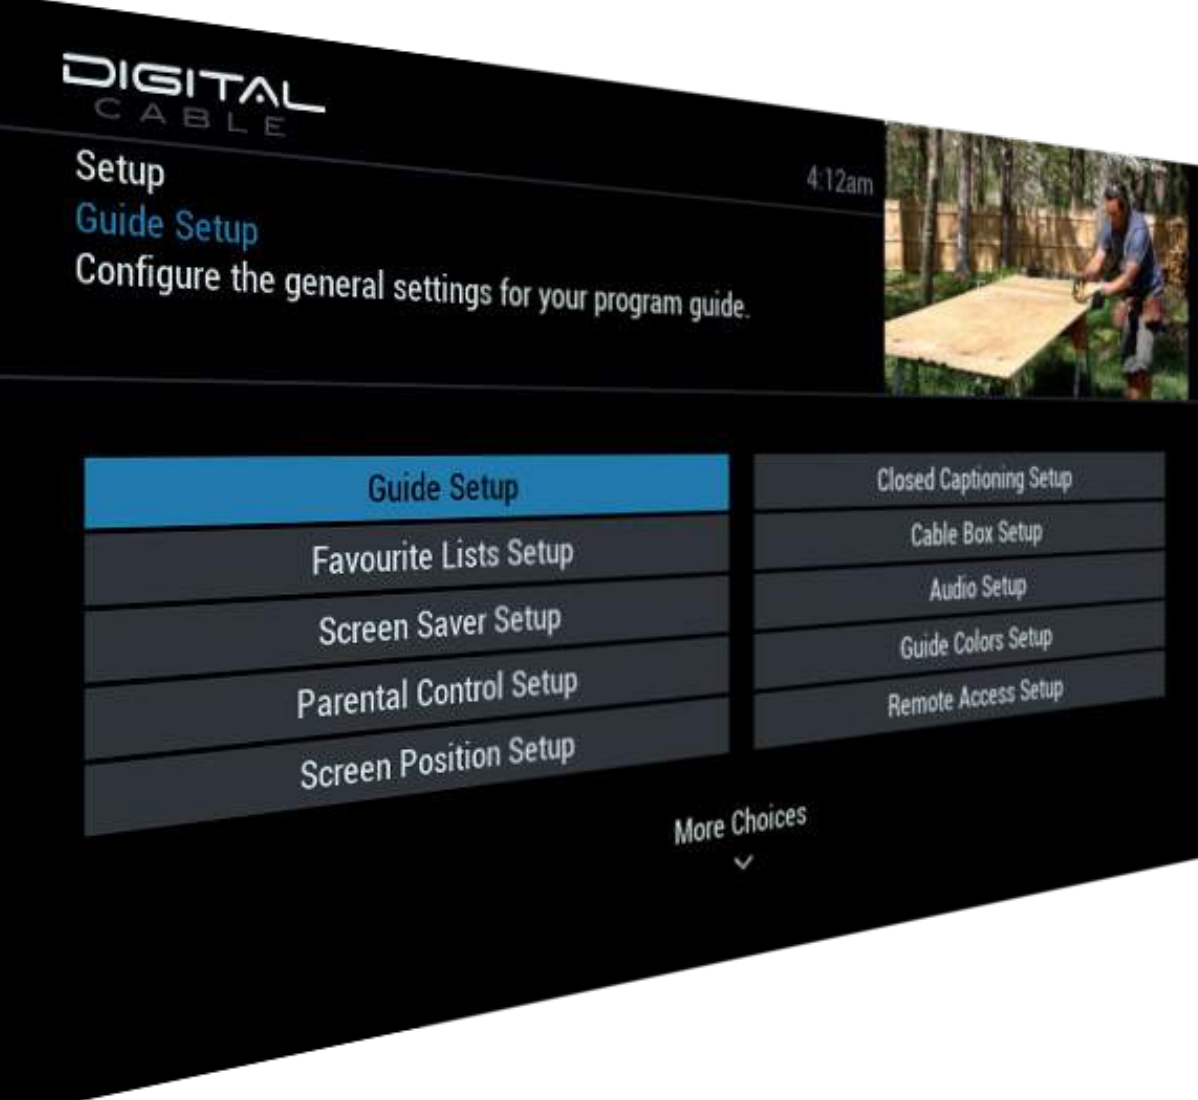 DIGITAL
CABLE
Setup
4:12am
Guide Setup
Configure the general settings for your program guide.
Guide Setup
Favourite Lists Setup
Screen Saver Setup
Parental Control Setup
Screen Position Setup
Closed Captioning Setup
Cable Box Setup
Audio Setup
Guide Colors Setup
Remote Access Setup
More Choices